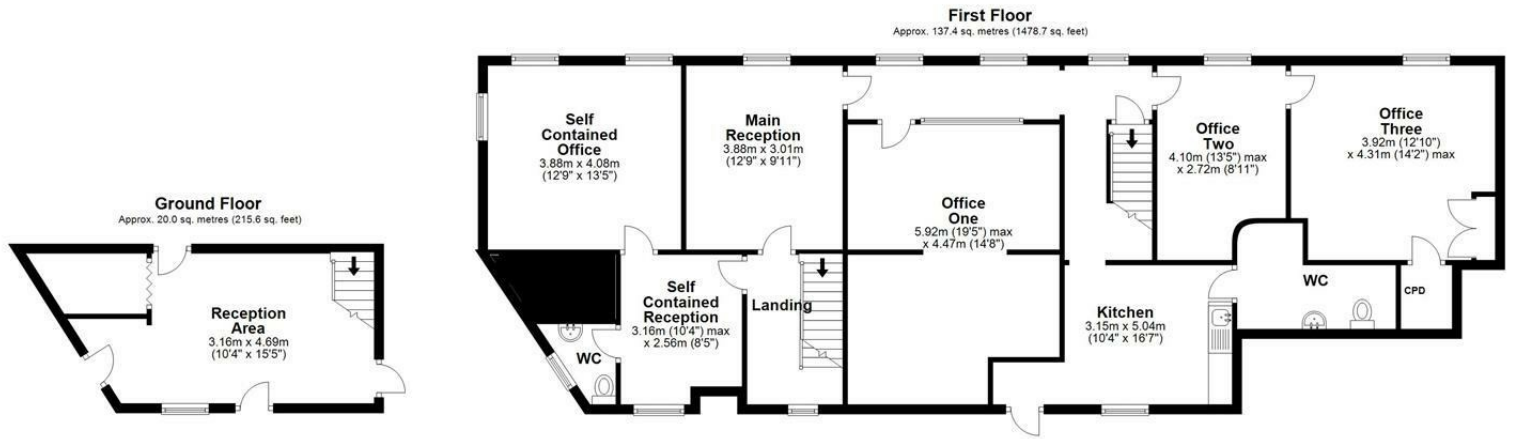 First Floor
Approx. 137.4 sq. metres (1478.7 sq. feet)
Self
Contained
Office
3.88m x 4.08m
(12'9" x 13'5")
Main
Reception
3.88m x 3.01m
(12'9" x 9'11")
Office
One
5.92m (19'5") max
x 4.47m (14'8")
Office
Two
4.10m (13'5") max
x 2.72m (8'11")
Office
Three
3.92m (12'10")
x 4.31m (14'2") max
Ground Floor
Approx. 20.0 sq. metres (215.6 sq. feet)
Reception
Area
3.16m x 4.69m
(10'4" x 15'5")
Self
Contained
Reception
3.16m (10'4") max
x 2.56m (8'5")
WC
Landing
Kitchen
3.15m x 5.04m
(10'4" x 16'7")
WC
CPD